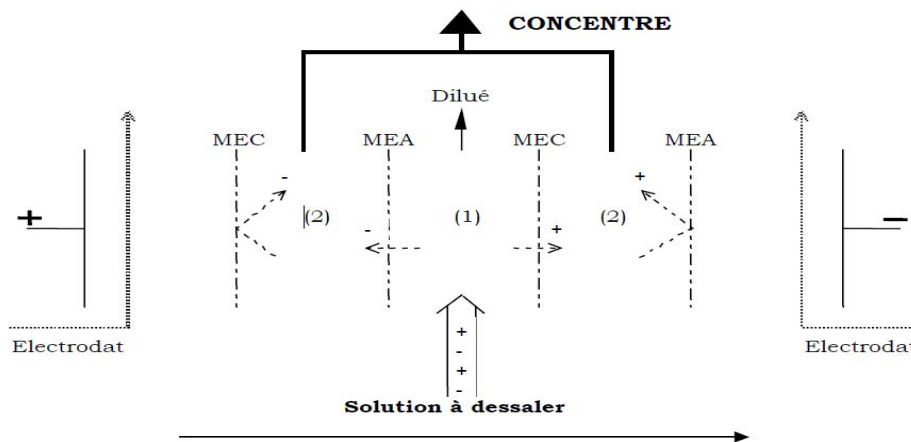 CONCENTRE
Dilué
MEC MEA MEC MEA
- +
+ (2) (1) (2) -
- +
Electrodat Electrodat
+
-
+
-
Solution à dessaler